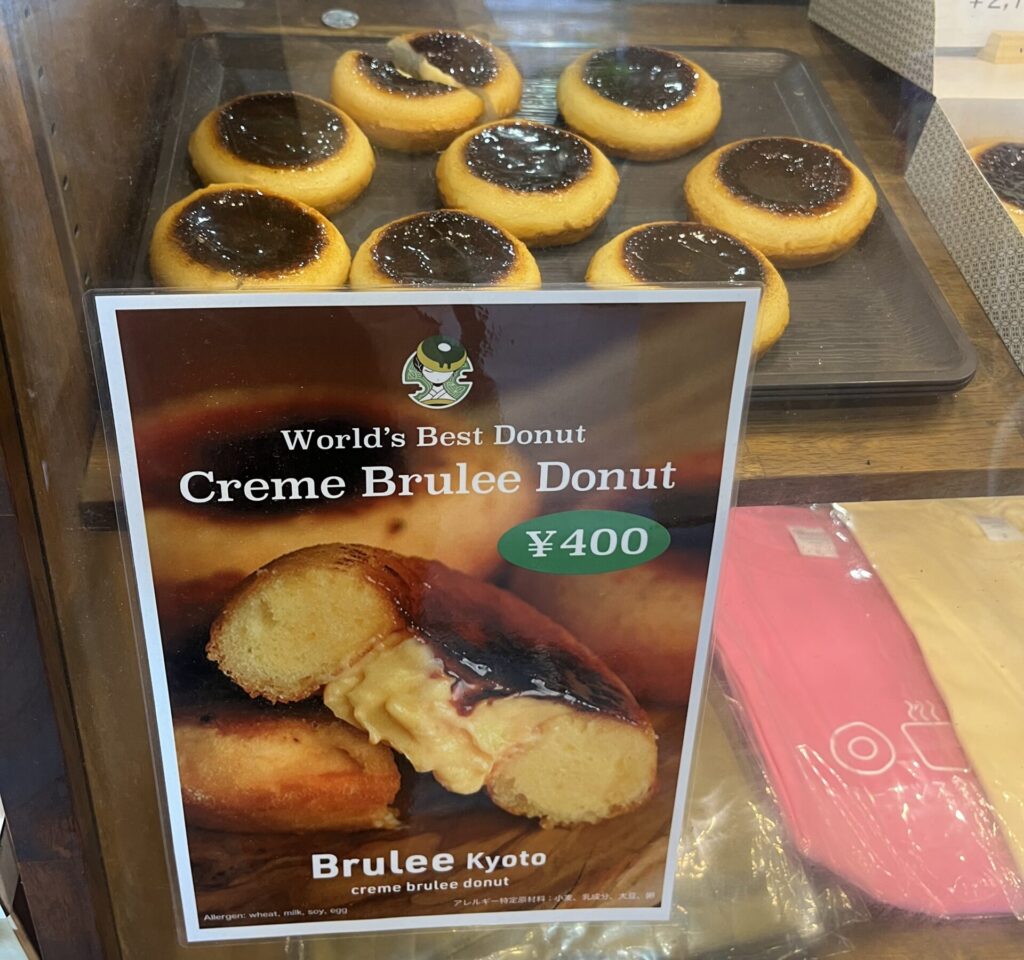 World's Best Donut
Creme Brulee Donut
¥400
Brulee Kyoto
creme brulee donut
Allergen: wheat, milk, soy, egg
アレルギー特定原材料:小麦、乳成分、大豆、卵